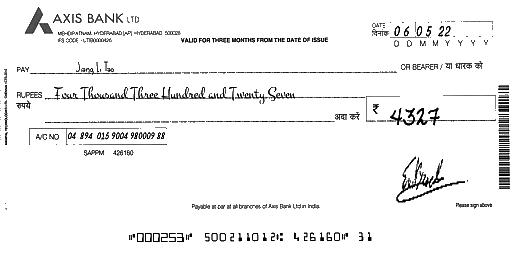 AXIS BANK LTD
MEHDIPATNAM, HYDERABAD [AP] HYDERABAD 500028
IFS CODE - UTIB0000426
VALID FOR THREE MONTHS FROM THE DATE OF ISSUE
DATE
दिनांक 06 05 22
D D M M Y Y Y Y
PAY Jang Li Tao OR BEARER / या धारक को
RUPEES Four Thousand Three Hundred and Twenty Seven
रुपये
अदा करें ₹ 4327
A/C NO 04 894 015 9004 980009 88
SAPPM 426160
Payable at par at all branches of Axis Bank Ltd in India.
Please sign above
"000253" 500211012: 426160" 31